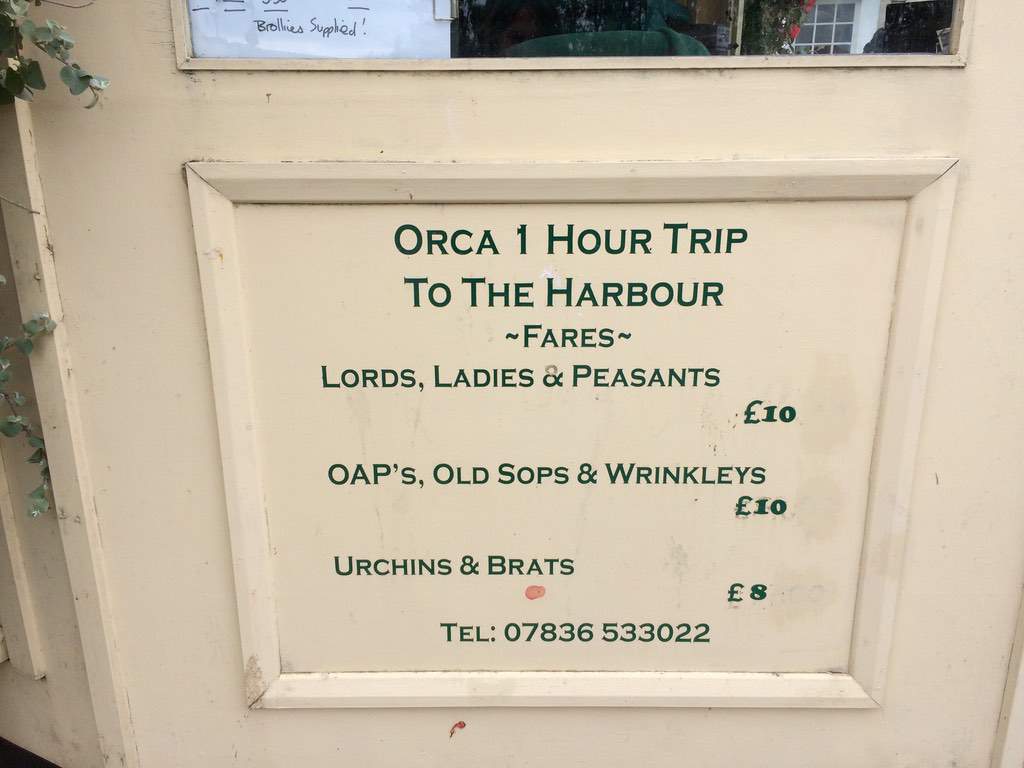 Brollies Supplied!
ORCA 1 HOUR TRIP
TO THE HARBOUR
~FARES~
LORDS, LADIES & PEASANTS
£10
OAP'S, OLD SOPS & WRINKLEYS
£10
URCHINS & BRATS
£8
TEL: 07836 533022